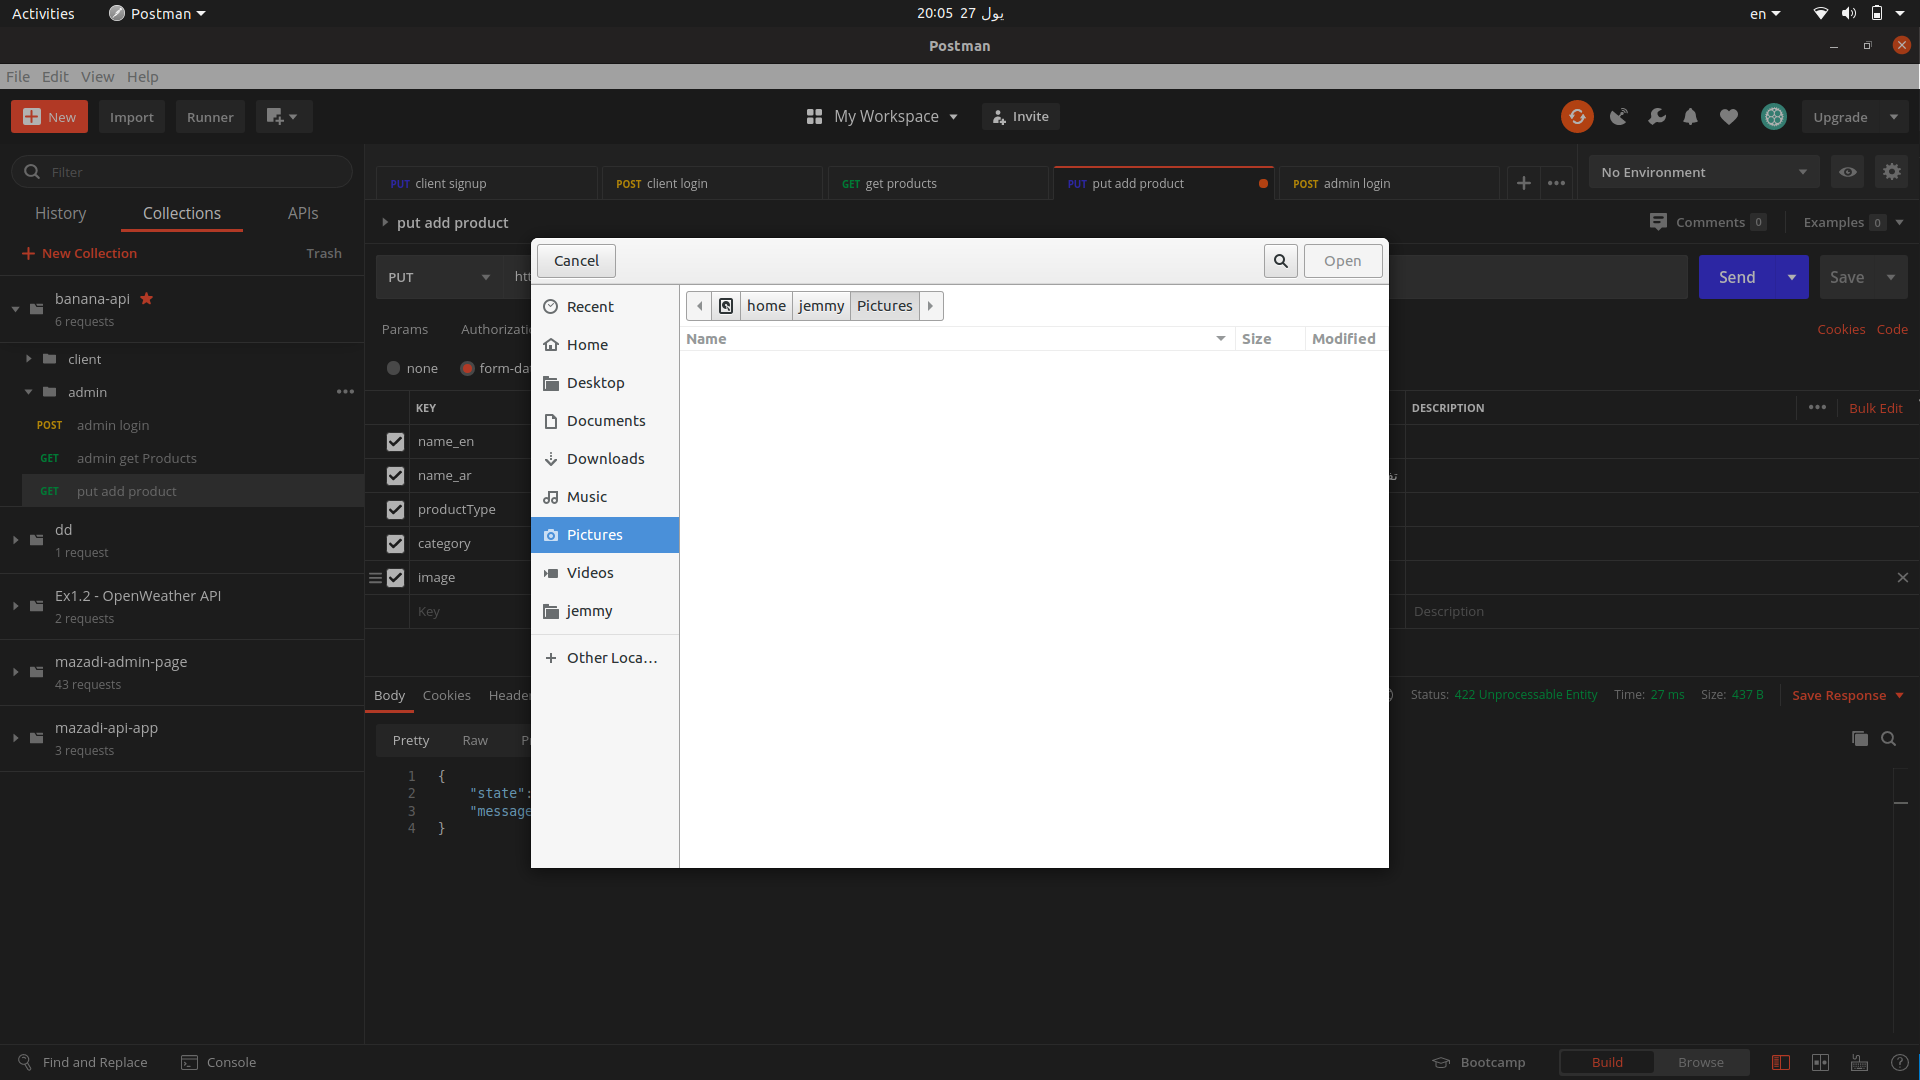 Activities
Postman
20:05 27 يول
en
Postman
File Edit View Help
New
Import
Runner
My Workspace
Invite
Upgrade
Filter
PUT client signup
POST client login
GET get products
PUT put add product
POST admin login
No Environment
History
Collections
APIs
put add product
Comments 0
Examples 0
New Collection
Trash
Cancel
Open
PUT
Send
Save
banana-api
6 requests
Recent
home
jemmy
Pictures
Params
Cookies
Code
Home
Name
Size
Modified
client
none
Desktop
admin
KEY
DESCRIPTION
Bulk Edit
Documents
POST admin login
name_en
GET admin get Products
Downloads
name_ar
GET put add product
Music
productType
dd
1 request
Pictures
category
Videos
image
Ex1.2 - OpenWeather API
2 requests
jemmy
Key
Description
Other Loca...
mazadi-admin-page
43 requests
Body
Cookies
Status: 422 Unprocessable Entity
Time: 27 ms
Size: 437 B
Save Response
mazadi-api-app
3 requests
Pretty
Raw
1 {
2 "state":
3 "message
4 }
Find and Replace
Console
Bootcamp
Build
Browse